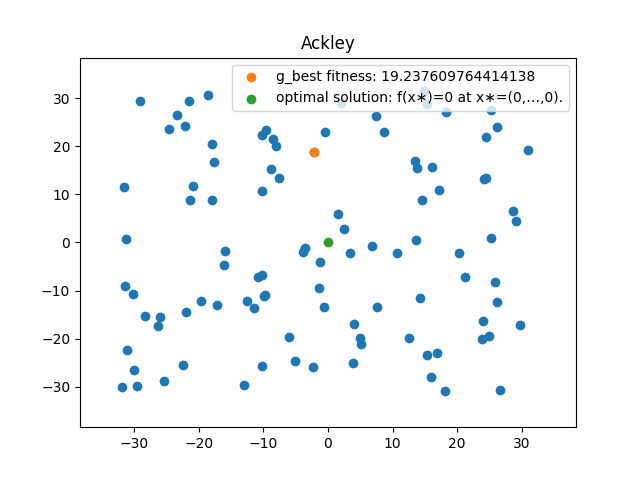 Ackley
g_best fitness: 19.237609764414138
optimal solution: f(x∗)=0 at x∗=(0,...,0).
30
20
10
0
−10
−20
−30
−30 −20 −10 0 10 20 30